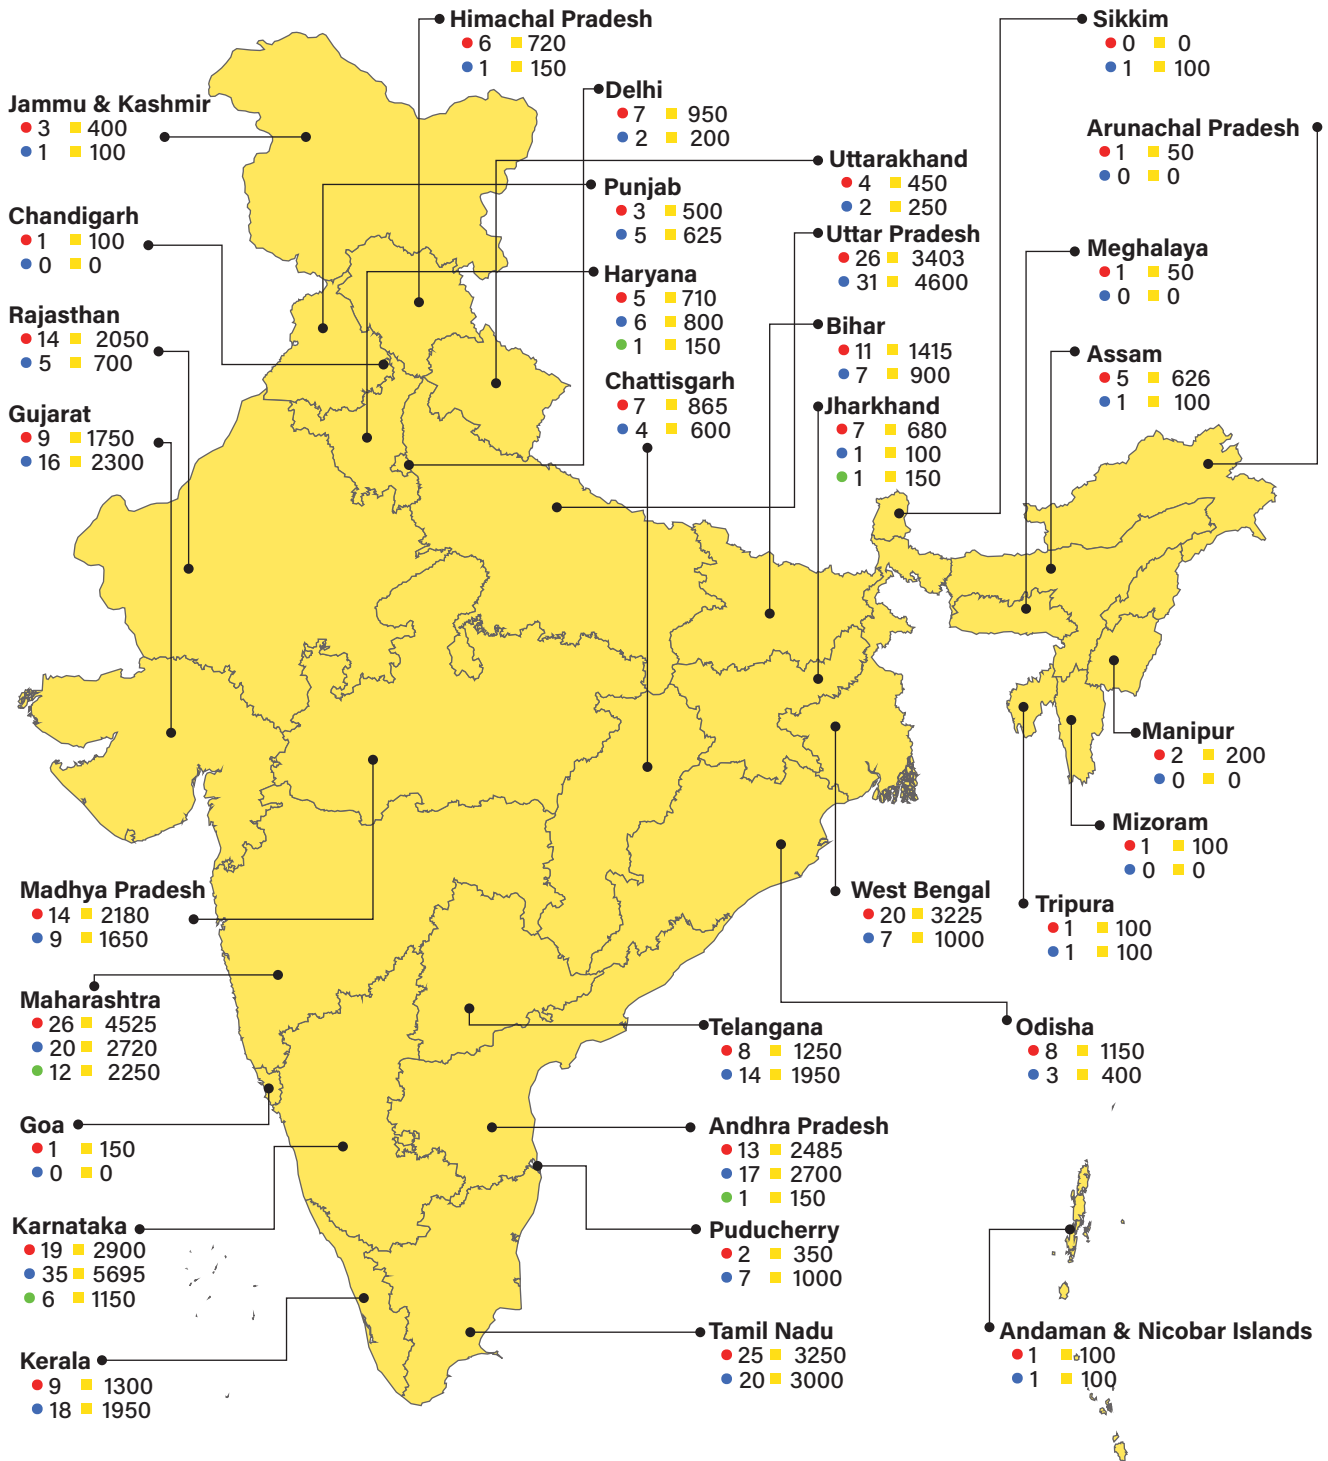 Himachal Pradesh
6 720
1 150
Sikkim
0 0
1 100
Jammu & Kashmir
3 400
1 100
Delhi
7 950
2 200
Arunachal Pradesh
1 50
0 0
Uttarakhand
4 450
2 250
Punjab
3 500
5 625
Chandigarh
1 100
0 0
Uttar Pradesh
26 3403
31 4600
Meghalaya
1 50
0 0
Haryana
5 710
6 800
1 150
Rajasthan
14 2050
5 700
Bihar
11 1415
7 900
Assam
5 626
1 100
Chattisgarh
7 865
4 600
Gujarat
9 1750
16 2300
Jharkhand
7 680
1 100
1 150
Manipur
2 200
0 0
Mizoram
1 100
0 0
Madhya Pradesh
14 2180
9 1650
West Bengal
20 3225
7 1000
Tripura
1 100
1 100
Maharashtra
26 4525
20 2720
12 2250
Telangana
8 1250
14 1950
Odisha
8 1150
3 400
Goa
1 150
0 0
Andhra Pradesh
13 2485
17 2700
1 150
Karnataka
19 2900
35 5695
6 1150
Puducherry
2 350
7 1000
Tamil Nadu
25 3250
20 3000
Andaman & Nicobar Islands
1 100
1 100
Kerala
9 1300
18 1950